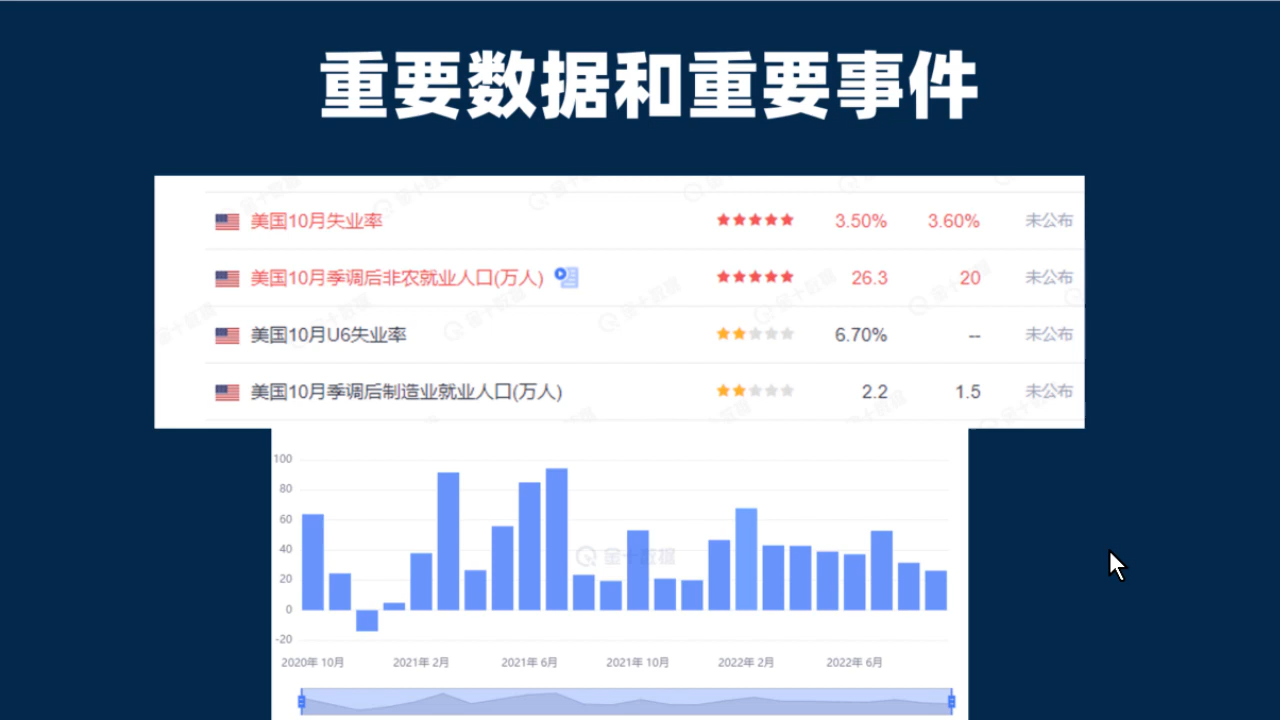 重要数据和重要事件
美国10月失业率 3.50% 3.60% 未公布
美国10月季调后非农就业人口(万人) 26.3 20 未公布
美国10月U6失业率 6.70% -- 未公布
美国10月季调后制造业就业人口(万人) 2.2 1.5 未公布
100
80
60
40
20
0
-20
金十数据
2020年 10月 2021年 2月 2021年 6月 2021年 10月 2022年 2月 2022年 6月